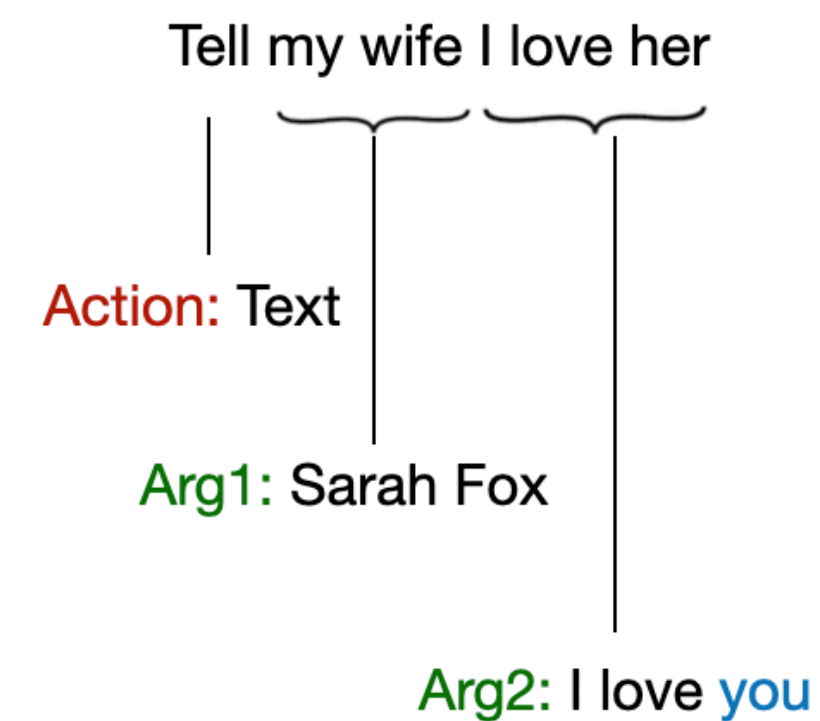 Tell my wife I love her
Action: Text
Arg1: Sarah Fox
Arg2: I love you